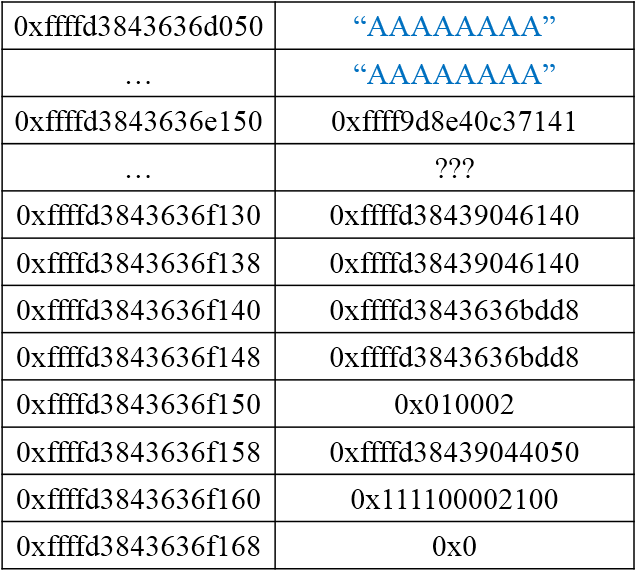 0xffffd3843636d050 “AAAAAAAA”
… “AAAAAAAA”
0xffffd3843636e150 0xffff9d8e40c37141
… ???
0xffffd3843636f130 0xffffd38439046140
0xffffd3843636f138 0xffffd38439046140
0xffffd3843636f140 0xffffd3843636bdd8
0xffffd3843636f148 0xffffd3843636bdd8
0xffffd3843636f150 0x010002
0xffffd3843636f158 0xffffd38439044050
0xffffd3843636f160 0x111100002100
0xffffd3843636f168 0x0